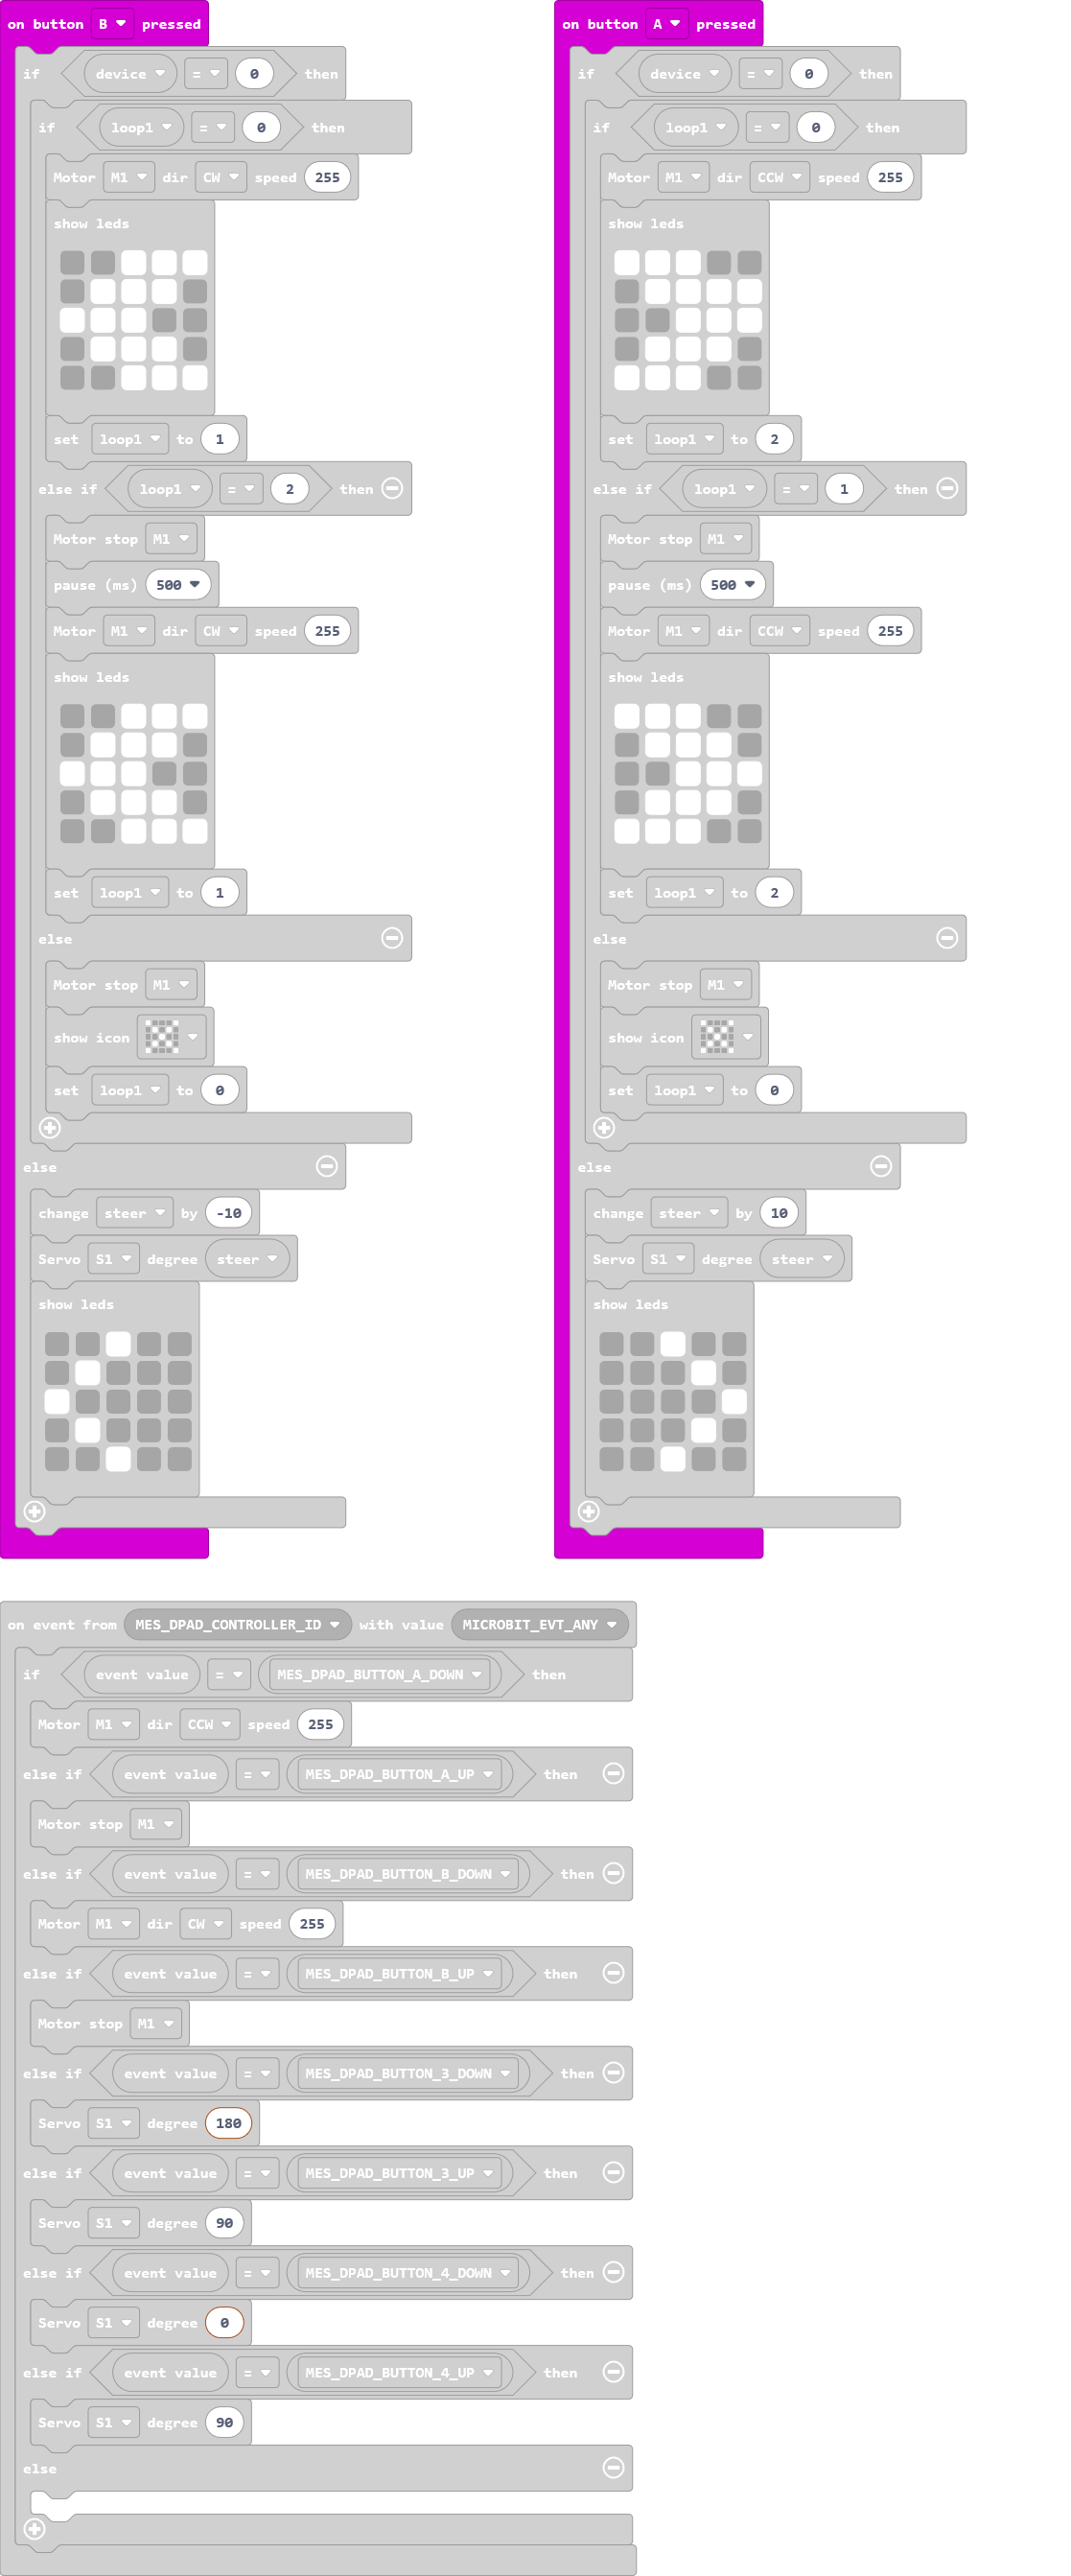 on button B pressed
if device = 0 then
if loop1 = 0 then
Motor M1 dir CW speed 255
show leds
set loop1 to 1
else if loop1 = 2 then
Motor stop M1
pause (ms) 500
Motor M1 dir CW speed 255
show leds
set loop1 to 1
else
Motor stop M1
show icon
set loop1 to 0
else
change steer by -10
Servo S1 degree steer
show leds
on button A pressed
if device = 0 then
if loop1 = 0 then
Motor M1 dir CCW speed 255
show leds
set loop1 to 2
else if loop1 = 1 then
Motor stop M1
pause (ms) 500
Motor M1 dir CCW speed 255
show leds
set loop1 to 2
else
Motor stop M1
show icon
set loop1 to 0
else
change steer by 10
Servo S1 degree steer
show leds
on event from MES_DPAD_CONTROLLER_ID with value MICROBIT_EVT_ANY
if event value = MES_DPAD_BUTTON_A_DOWN then
Motor M1 dir CCW speed 255
else if event value = MES_DPAD_BUTTON_A_UP then
Motor stop M1
else if event value = MES_DPAD_BUTTON_B_DOWN then
Motor M1 dir CW speed 255
else if event value = MES_DPAD_BUTTON_B_UP then
Motor stop M1
else if event value = MES_DPAD_BUTTON_3_DOWN then
Servo S1 degree 180
else if event value = MES_DPAD_BUTTON_3_UP then
Servo S1 degree 90
else if event value = MES_DPAD_BUTTON_4_DOWN then
Servo S1 degree 0
else if event value = MES_DPAD_BUTTON_4_UP then
Servo S1 degree 90
else